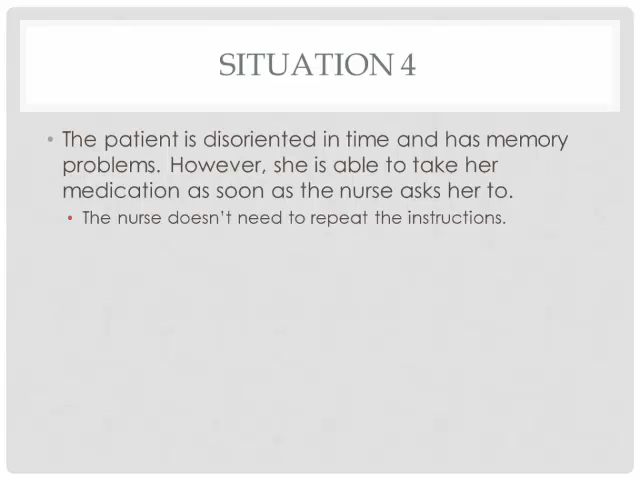 SITUATION 4
• The patient is disoriented in time and has memory
problems. However, she is able to take her
medication as soon as the nurse asks her to.
• The nurse doesn't need to repeat the instructions.